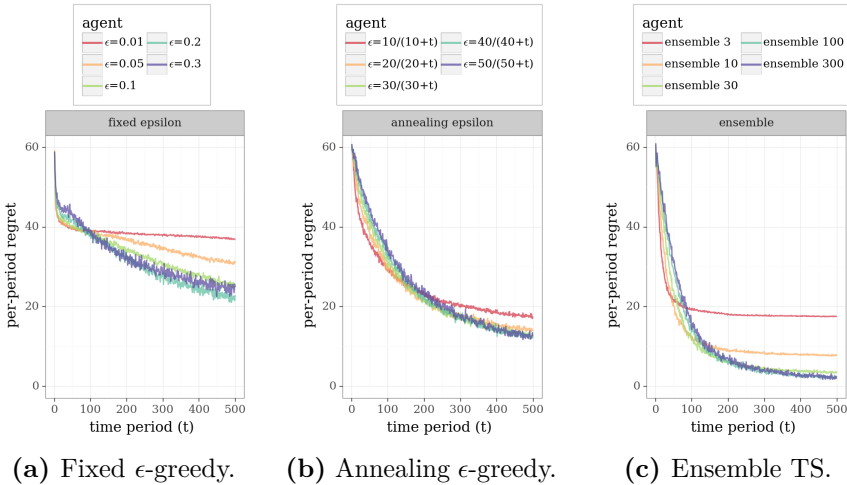 agent
ϵ=0.01
ϵ=0.2
ϵ=0.05
ϵ=0.3
ϵ=0.1
fixed epsilon
60
40
20
0
per-period regret
0 100 200 300 400 500
time period (t)
(a) Fixed ϵ-greedy.
agent
ϵ=10/(10+t)
ϵ=40/(40+t)
ϵ=20/(20+t)
ϵ=50/(50+t)
ϵ=30/(30+t)
annealing epsilon
60
40
20
0
per-period regret
0 100 200 300 400 500
time period (t)
(b) Annealing ϵ-greedy.
agent
ensemble 3
ensemble 100
ensemble 10
ensemble 300
ensemble 30
ensemble
60
40
20
0
per-period regret
0 100 200 300 400 500
time period (t)
(c) Ensemble TS.